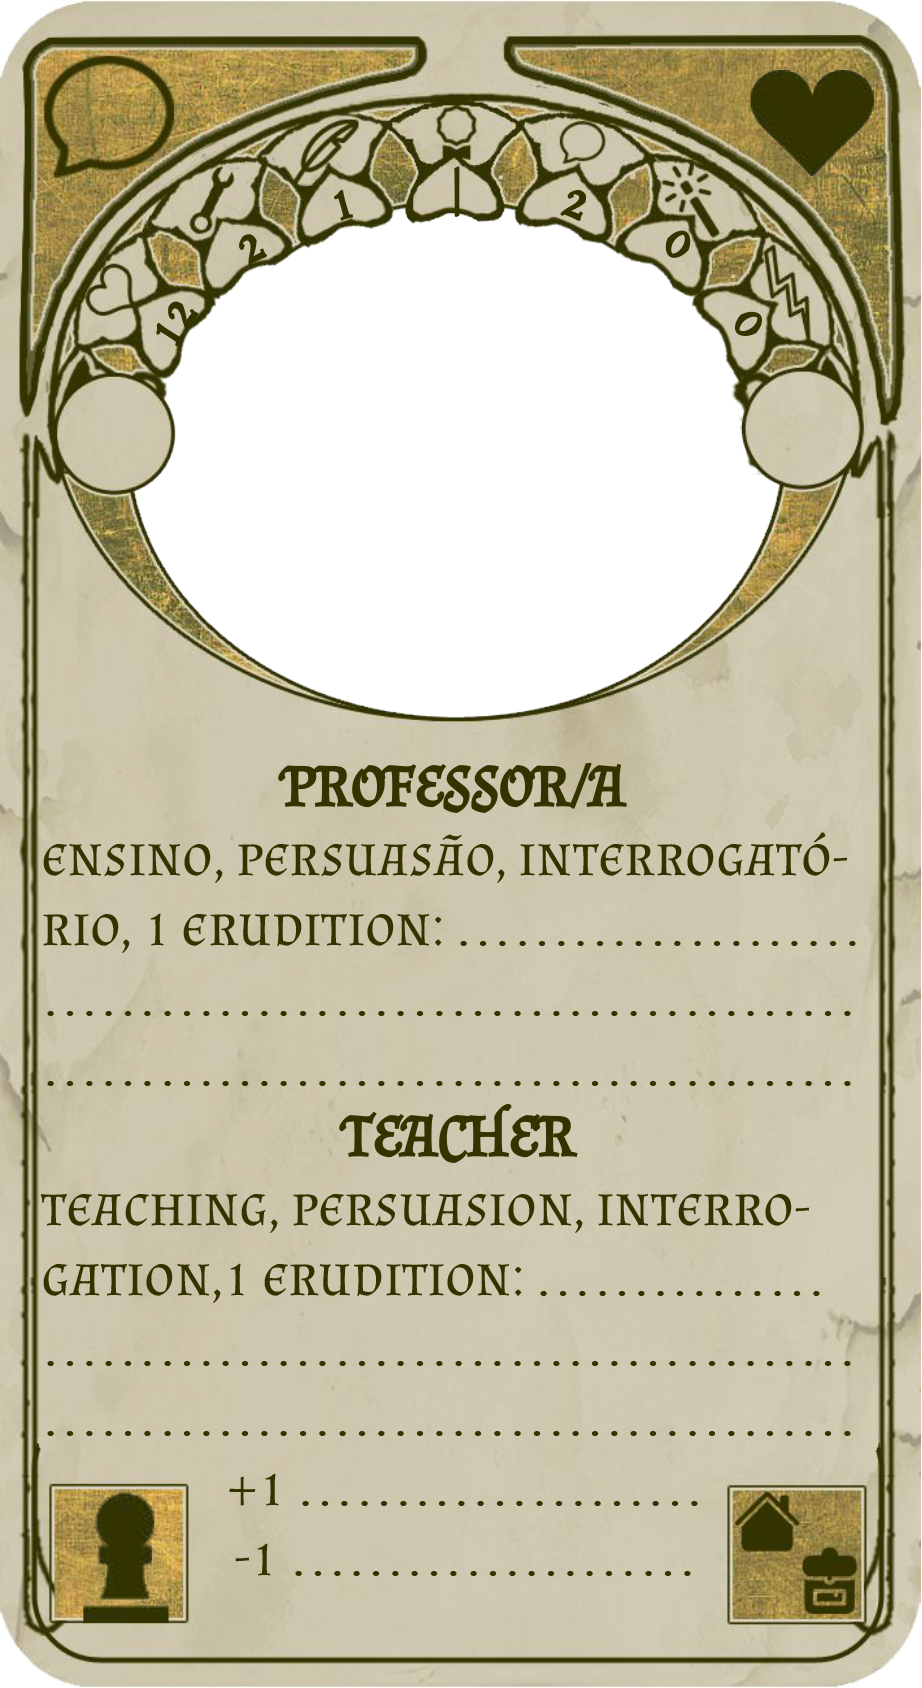 12
2
1
|
2
0
0
PROFESSOR/A
ENSINO, PERSUASÃO, INTERROGATÓ-
RIO, 1 ERUDITION: .....................
..........................................
..........................................
TEACHER
TEACHING, PERSUASION, INTERRO-
GATION,1 ERUDITION: ...............
..........................................
..........................................
+1 .....................
-1 .....................